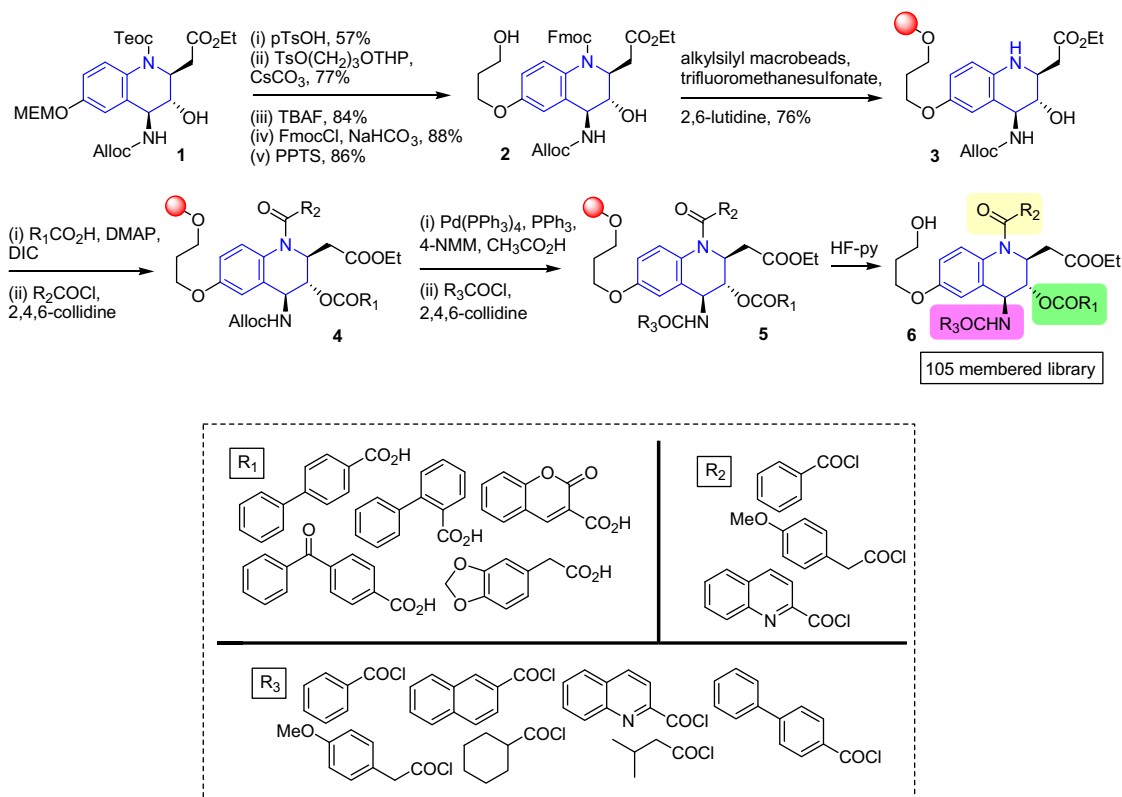 Teoc
N
CO2Et
MEMO
OH
NH
Alloc
1
(i) pTsOH, 57%
(ii) TsO(CH2)3OTHP,
CsCO3, 77%
(iii) TBAF, 84%
(iv) FmocCl, NaHCO3, 88%
(v) PPTS, 86%
OH
Fmoc
N
CO2Et
O
OH
NH
Alloc
2
alkylsilyl macrobeads,
trifluoromethanesulfonate,
2,6-lutidine, 76%
O
H
N
CO2Et
O
OH
NH
Alloc
3
(i) R1CO2H, DMAP,
DIC
(ii) R2COCl,
2,4,6-collidine
O
O
R2
N
COOEt
O
OCOR1
AllocHN
4
(i) Pd(PPh3)4, PPh3,
4-NMM, CH3CO2H
(ii) R3COCl,
2,4,6-collidine
O
O
R2
N
COOEt
O
OCOR1
R3OCHN
5
HF-py
OH
O
R2
N
COOEt
O
OCOR1
R3OCHN
6
105 membered library
R1
CO2H
CO2H
O
O
CO2H
O
CO2H
O
O
CO2H
R2
COCl
MeO
COCl
N
COCl
R3
COCl
COCl
N
COCl
COCl
MeO
COCl
COCl
COCl